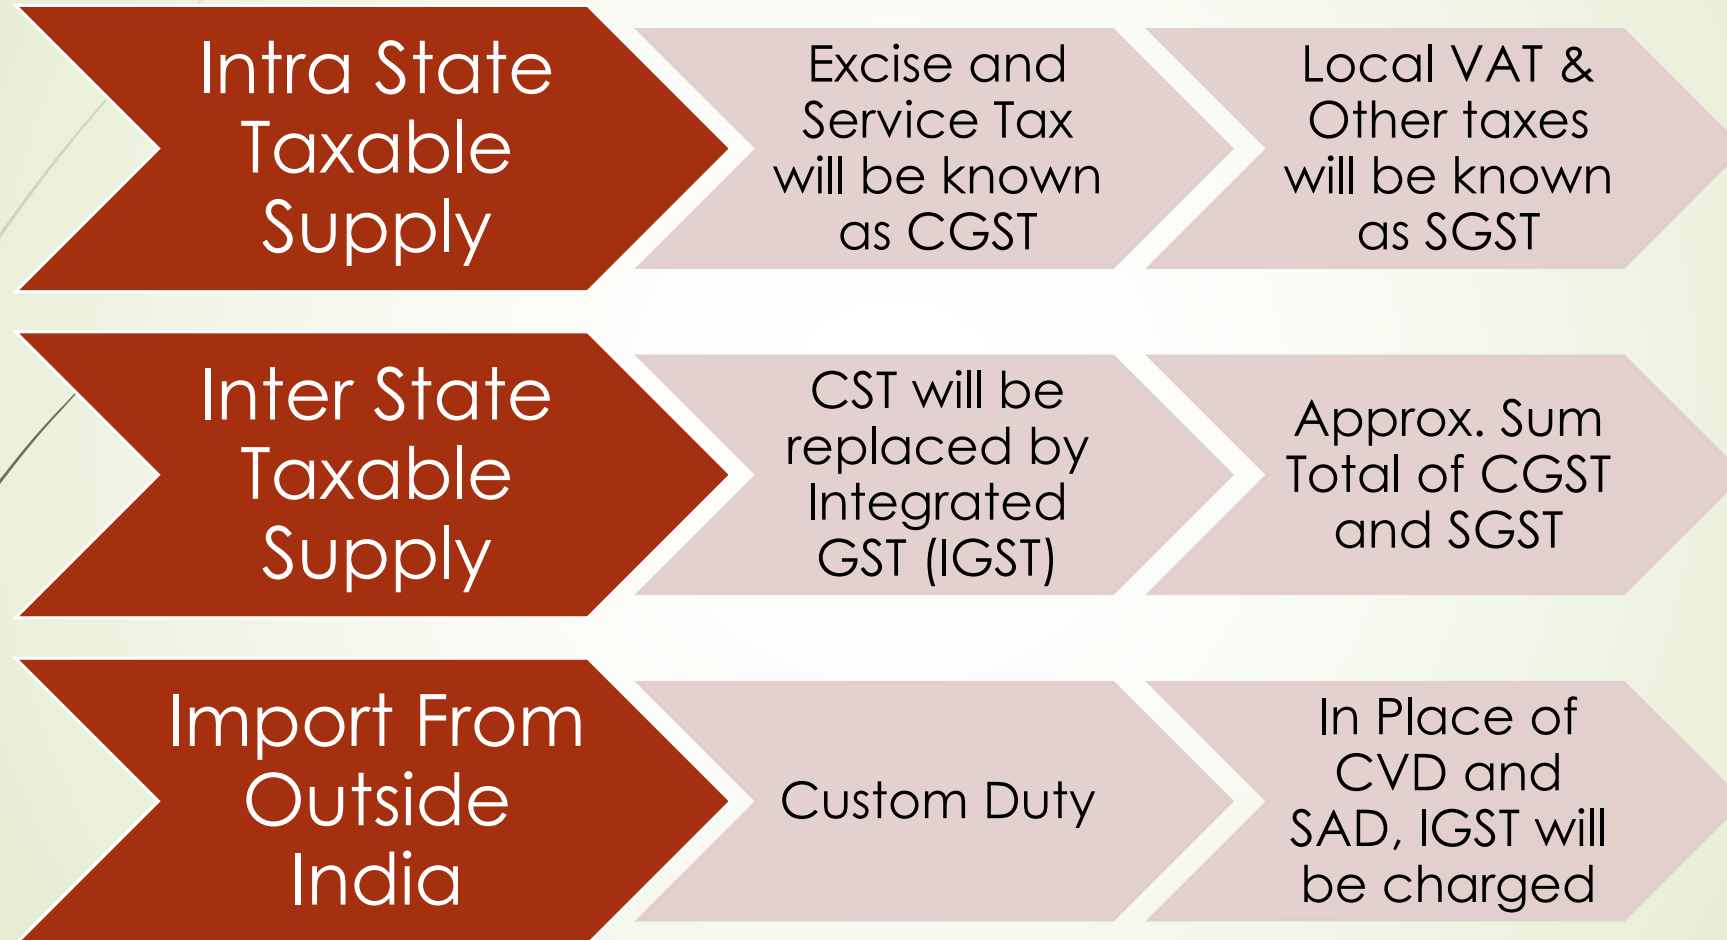 Intra State
Taxable
Supply
Excise and
Service Tax
will be known
as CGST
Local VAT &
Other taxes
will be known
as SGST
Inter State
Taxable
Supply
CST will be
replaced by
Integrated
GST (IGST)
Approx. Sum
Total of CGST
and SGST
Import From
Outside
India
Custom Duty
In Place of
CVD and
SAD, IGST will
be charged